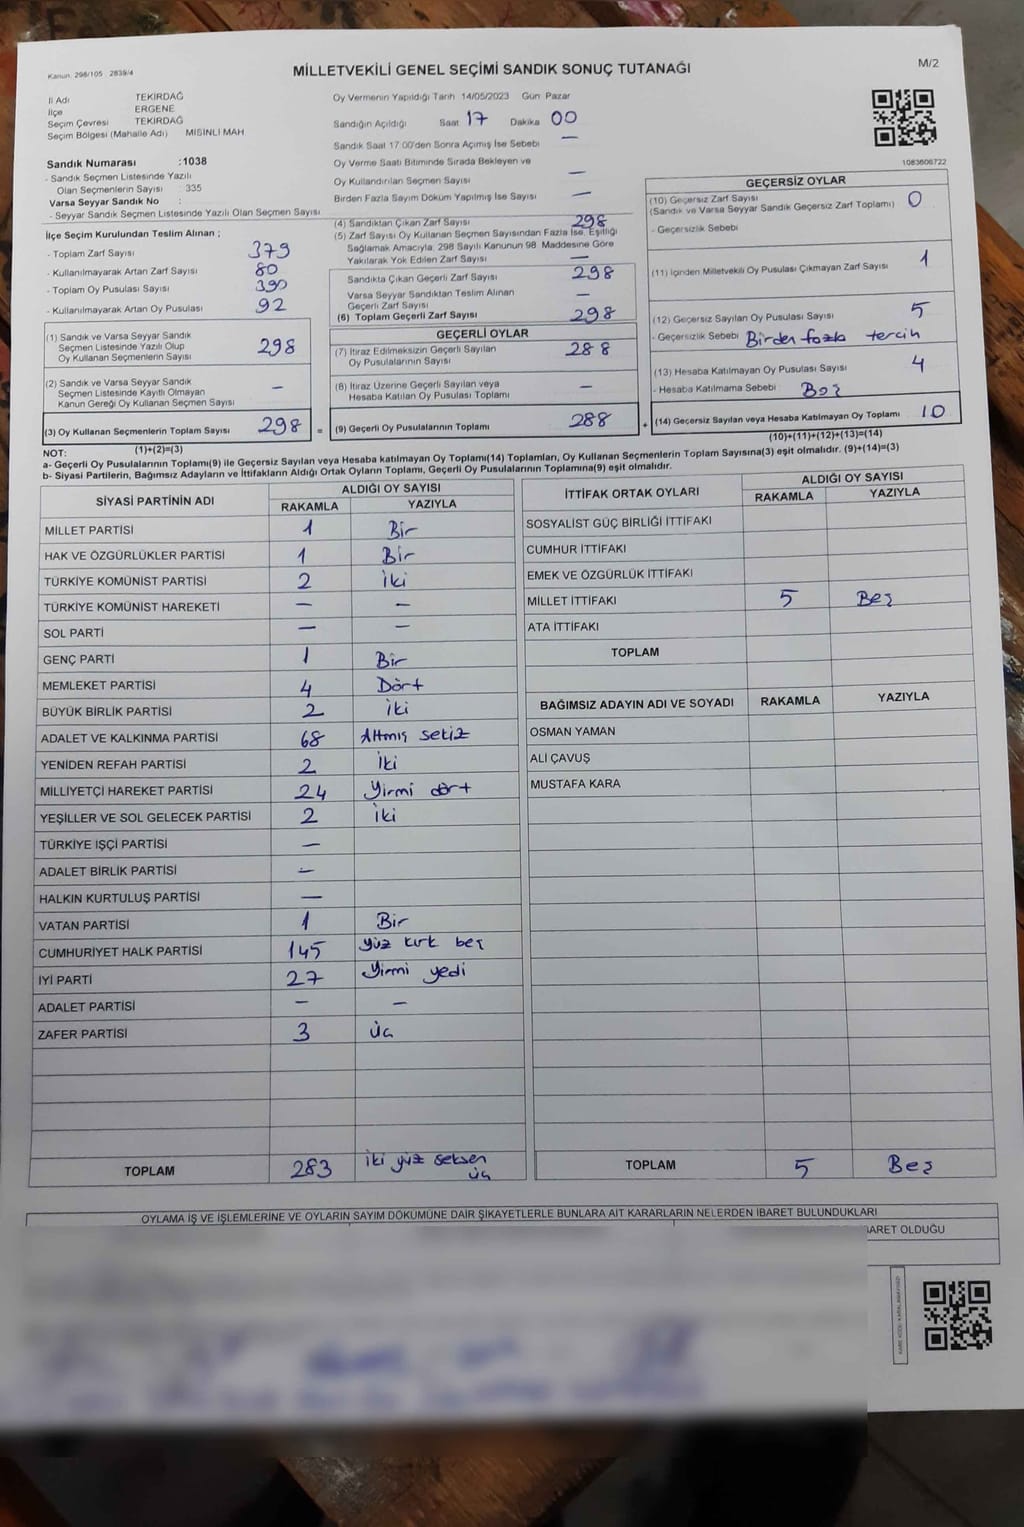 Kanun. 298/105 2839/4
MİLLETVEKİLİ GENEL SEÇİMİ SANDIK SONUÇ TUTANAĞI
M/2
İl Adı TEKİRDAĞ
İlçe ERGENE
Seçim Çevresi TEKİRDAĞ
Seçim Bölgesi (Mahalle Adı) MISINLI MAH
Sandık Numarası :1038
- Sandık Seçmen Listesinde Yazılı
Olan Seçmenlerin Sayısı : 335
Varsa Seyyar Sandık No :
- Seyyar Sandık Seçmen Listesinde Yazılı Olan Seçmen Sayısı
İlçe Seçim Kurulundan Teslim Alınan ;
- Toplam Zarf Sayısı 379
- Kullanılmayarak Artan Zarf Sayısı 80
- Toplam Oy Pusulası Sayısı 390
- Kullanılmayarak Artan Oy Pusulası 92
(1) Sandık ve Varsa Seyyar Sandık
Seçmen Listesinde Yazılı Olup
Oy Kullanan Seçmenlerin Sayısı 298
(2) Sandık ve Varsa Seyyar Sandık
Seçmen Listesinde Kayıtlı Olmayan
Kanun Gereği Oy Kullanan Seçmen Sayısı –
(3) Oy Kullanan Seçmenlerin Toplam Sayısı 298 =
(1)+(2)=(3)
Oy Vermenin Yapıldığı Tarih 14/05/2023 Gün Pazar
Sandığın Açıldığı Saat 17 Dakika 00
Sandık Saat 17.00'den Sonra Açımış İse Sebebi –
Oy Verme Saati Bitiminde Sırada Bekleyen ve
Oy Kullandırılan Seçmen Sayısı –
Birden Fazla Sayım Döküm Yapılmış İse Sayısı –
(4) Sandıktan Çıkan Zarf Sayısı 298
(5) Zarf Sayısı Oy Kullanan Seçmen Sayısından Fazla İse, Eşitliği
Sağlamak Amacıyla, 298 Sayılı Kanunun 98 Maddesine Göre
Yakılarak Yok Edilen Zarf Sayısı –
Sandıkta Çıkan Geçerli Zarf Sayısı 298
Varsa Seyyar Sandıktan Teslim Alınan
Geçerli Zarf Sayısı –
(6) Toplam Geçerli Zarf Sayısı 298
GEÇERLİ OYLAR
(7) İtiraz Edilmeksizin Geçerli Sayılan
Oy Pusulalarının Sayısı 288
(8) İtiraz Üzerine Geçerli Sayılan veya
Hesaba Katılan Oy Pusulası Toplamı –
(9) Geçerli Oy Pusulalarının Toplamı 288 +
1083606722
GEÇERSİZ OYLAR
(10) Geçersiz Zarf Sayısı 0
(Sandık ve Varsa Seyyar Sandık Geçersiz Zarf Toplamı)
- Geçersizlik Sebebi
(11) İçinden Milletvekili Oy Pusulası Çıkmayan Zarf Sayısı 1
(12) Geçersiz Sayılan Oy Pusulası Sayısı 5
- Geçersizlik Sebebi Birden fazla tercih
(13) Hesaba Katılmayan Oy Pusulası Sayısı 4
- Hesaba Katılmama Sebebi : Boş
(14) Geçersiz Sayılan veya Hesaba Katılmayan Oy Toplamı 10
(10)+(11)+(12)+(13)=(14)
NOT:
a- Geçerli Oy Pusulalarının Toplamı(9) ile Geçersiz Sayılan veya Hesaba katılmayan Oy Toplamı(14) Toplamları, Oy Kullanan Seçmenlerin Toplam Sayısına(3) eşit olmalıdır. (9)+(14)=(3)
b- Siyasi Partilerin, Bağımsız Adayların ve İttifakların Aldığı Ortak Oyların Toplamı, Geçerli Oy Pusulalarının Toplamına(9) eşit olmalıdır.
SİYASİ PARTİNİN ADI ALDIĞI OY SAYISI
RAKAMLA YAZIYLA
MİLLET PARTİSİ 1 Bir
HAK VE ÖZGÜRLÜKLER PARTİSİ 1 Bir
TÜRKİYE KOMÜNİST PARTİSİ 2 iki
TÜRKİYE KOMÜNİST HAREKETİ – –
SOL PARTİ – –
GENÇ PARTİ 1 Bir
MEMLEKET PARTİSİ 4 Dört
BÜYÜK BİRLİK PARTİSİ 2 iki
ADALET VE KALKINMA PARTİSİ 68 Altmış sekiz
YENİDEN REFAH PARTİSİ 2 iki
MİLLİYETÇİ HAREKET PARTİSİ 24 Yirmi dört
YEŞİLLER VE SOL GELECEK PARTİSİ 2 iki
TÜRKİYE İŞÇİ PARTİSİ –
ADALET BİRLİK PARTİSİ –
HALKIN KURTULUŞ PARTİSİ –
VATAN PARTİSİ 1 Bir
CUMHURİYET HALK PARTİSİ 145 yüz kırk beş
İYİ PARTİ 27 Yirmi yedi
ADALET PARTİSİ – –
ZAFER PARTİSİ 3 üç
TOPLAM 283 iki yüz seksen
üç
İTTİFAK ORTAK OYLARI ALDIĞI OY SAYISI
RAKAMLA YAZIYLA
SOSYALIST GÜÇ BİRLİĞİ İTTİFAKI
CUMHUR İTTİFAKI
EMEK VE ÖZGÜRLÜK İTTİFAKI
MİLLET İTTİFAKI 5 Beş
ATA İTTİFAKI
TOPLAM
BAĞIMSIZ ADAYIN ADI VE SOYADI RAKAMLA YAZIYLA
OSMAN YAMAN
ALİ ÇAVUŞ
MUSTAFA KARA
TOPLAM 5 Beş
OYLAMA İŞ VE İŞLEMLERİNE VE OYLARIN SAYIM DÖKÜMÜNE DAİR ŞİKAYETLERLE BUNLARA AİT KARARLARIN NELERDEN İBARET BULUNDUKLARI
BARET OLDUĞU